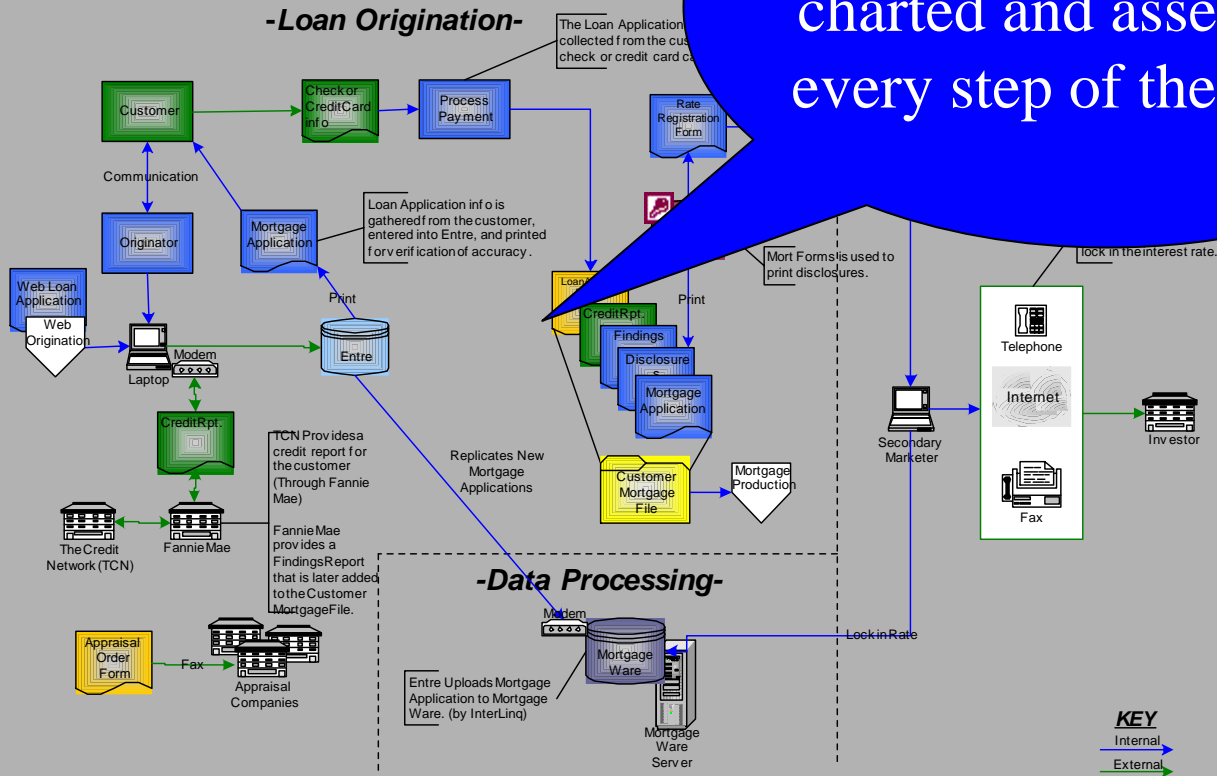 -Loan Origination-
charted and asse
every step of the
The Loan Application
collected from the cus
check or credit card ca
Customer
Check or
CreditCard
info
Process
Payment
Rate
Registration
Form
Communication
Originator
Mortgage
Application
Loan Application info is
gathered from the customer,
entered into Entre, and printed
for verification of accuracy.
Mort Forms is used to
print disclosures.
lock in the interest rate.
Web Loan
Application
Web
Origination
Print
Laptop
Modem
Entre
Loan
CreditRpt.
Findings
Disclosure
s
Mortgage
Application
Print
Customer
Mortgage
File
Mortgage
Production
Telephone
Internet
Fax
Secondary
Marketer
Investor
CreditRpt.
TCN Provides a
credit report for
the customer
(Through Fannie
Mae)
Fannie Mae
provides a
Findings Report
that is later added
to the Customer
Mortgage File.
The Credit
Network (TCN)
Fannie Mae
Replicates New
Mortgage
Applications
-Data Processing-
Appraisal
Order
Form
Fax
Appraisal
Companies
Modem
Mortgage
Ware
Lock in Rate
Entre Uploads Mortgage
Application to Mortgage
Ware. (by InterLinq)
Mortgage
Ware
Server
KEY
Internal
External